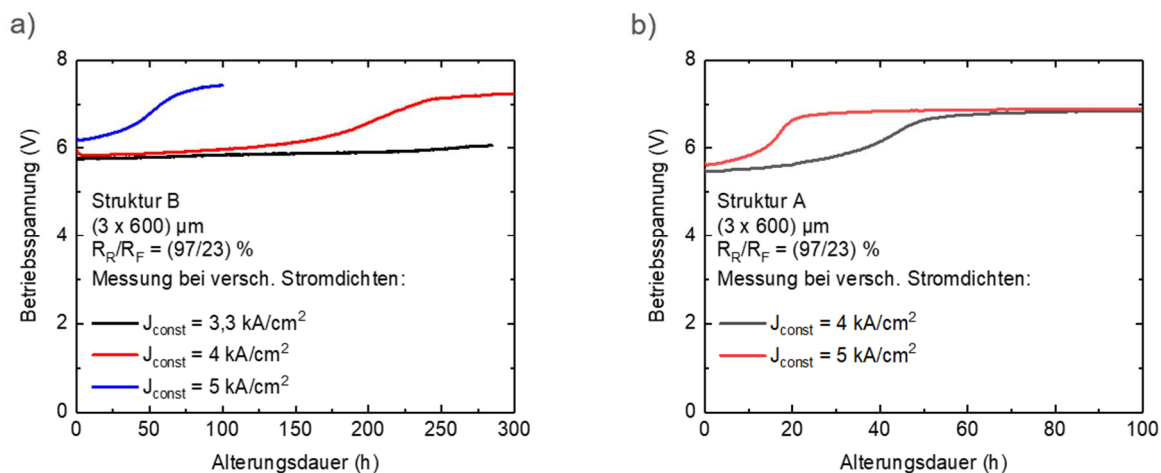 a)
Betriebsspannung (V)
8
6
4
2
0
Struktur B
(3 x 600) µm
R_R/R_F = (97/23) %
Messung bei versch. Stromdichten:
J_const = 3,3 kA/cm²
J_const = 4 kA/cm²
J_const = 5 kA/cm²
0 50 100 150 200 250 300
Alterungsdauer (h)
b)
Betriebsspannung (V)
8
6
4
2
0
Struktur A
(3 x 600) µm
R_R/R_F = (97/23) %
Messung bei versch. Stromdichten:
J_const = 4 kA/cm²
J_const = 5 kA/cm²
0 20 40 60 80 100
Alterungsdauer (h)